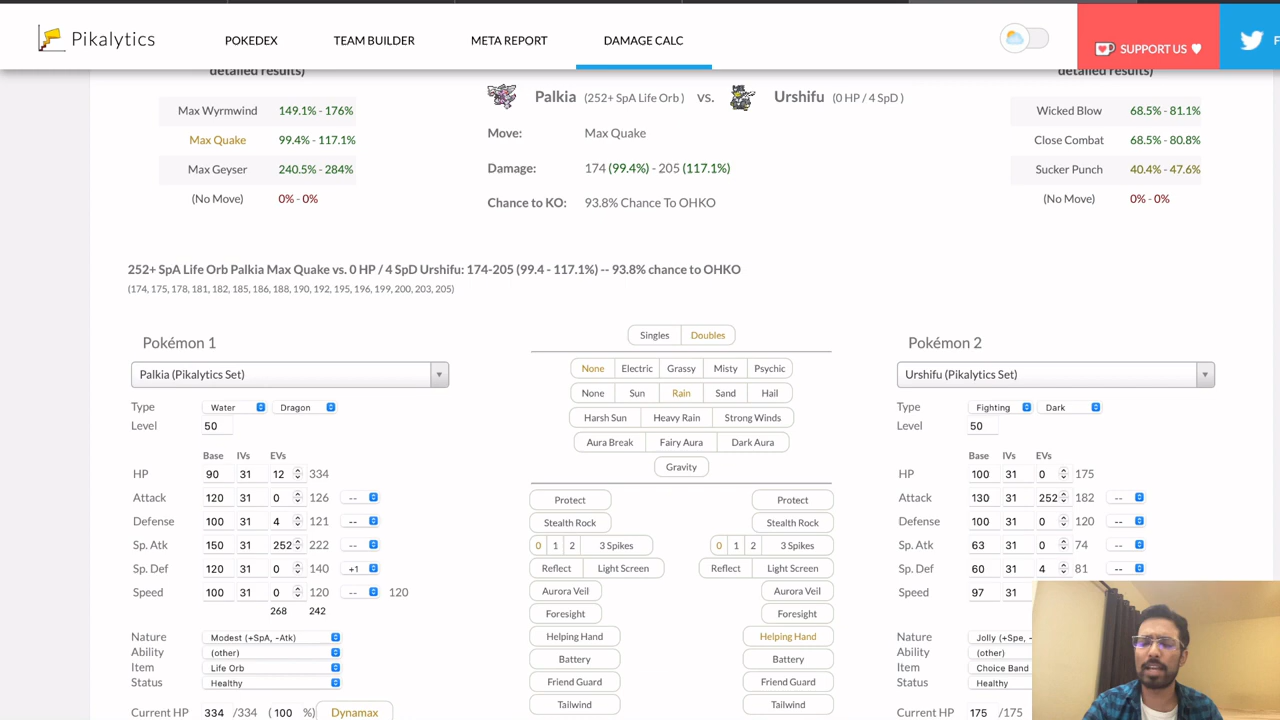 Pikalytics
POKEDEX TEAM BUILDER META REPORT DAMAGE CALC
SUPPORT US
detailed results)
detailed results)
Max Wyrmwind 149.1% - 176%
Max Quake 99.4% - 117.1%
Max Geyser 240.5% - 284%
(No Move) 0% - 0%
Palkia (252+ SpA Life Orb ) VS. Urshifu (0 HP / 4 SpD )
Move: Max Quake
Damage: 174 (99.4%) - 205 (117.1%)
Chance to KO: 93.8% Chance To OHKO
Wicked Blow 68.5% - 81.1%
Close Combat 68.5% - 80.8%
Sucker Punch 40.4% - 47.6%
(No Move) 0% - 0%
252+ SpA Life Orb Palkia Max Quake vs. 0 HP / 4 SpD Urshifu: 174-205 (99.4 - 117.1%) -- 93.8% chance to OHKO
(174, 175, 178, 181, 182, 185, 186, 188, 190, 192, 195, 196, 199, 200, 203, 205)
Pokémon 1
Palkia (Pikalytics Set)
Type Water Dragon
Level 50
Base IVs EVs
HP 90 31 12 334
Attack 120 31 0 126 --
Defense 100 31 4 121 --
Sp. Atk 150 31 252 222 --
Sp. Def 120 31 0 140 +1
Speed 100 31 0 120 -- 120
268 242
Nature Modest (+SpA, -Atk)
Ability (other)
Item Life Orb
Status Healthy
Current HP 334 /334 ( 100 %) Dynamax
Singles Doubles
None Electric Grassy Misty Psychic
None Sun Rain Sand Hail
Harsh Sun Heavy Rain Strong Winds
Aura Break Fairy Aura Dark Aura
Gravity
Protect Protect
Stealth Rock Stealth Rock
0 1 2 3 Spikes 0 1 2 3 Spikes
Reflect Light Screen Reflect Light Screen
Aurora Veil Aurora Veil
Foresight Foresight
Helping Hand Helping Hand
Battery Battery
Friend Guard Friend Guard
Tailwind Tailwind
Pokémon 2
Urshifu (Pikalytics Set)
Type Fighting Dark
Level 50
Base IVs EVs
HP 100 31 0 175
Attack 130 31 252 182 --
Defense 100 31 0 120 --
Sp. Atk 63 31 0 74 --
Sp. Def 60 31 4 81 --
Speed 97 31
Nature Jolly (+Spe, -
Ability (other)
Item Choice Band
Status Healthy
Current HP 175 /175